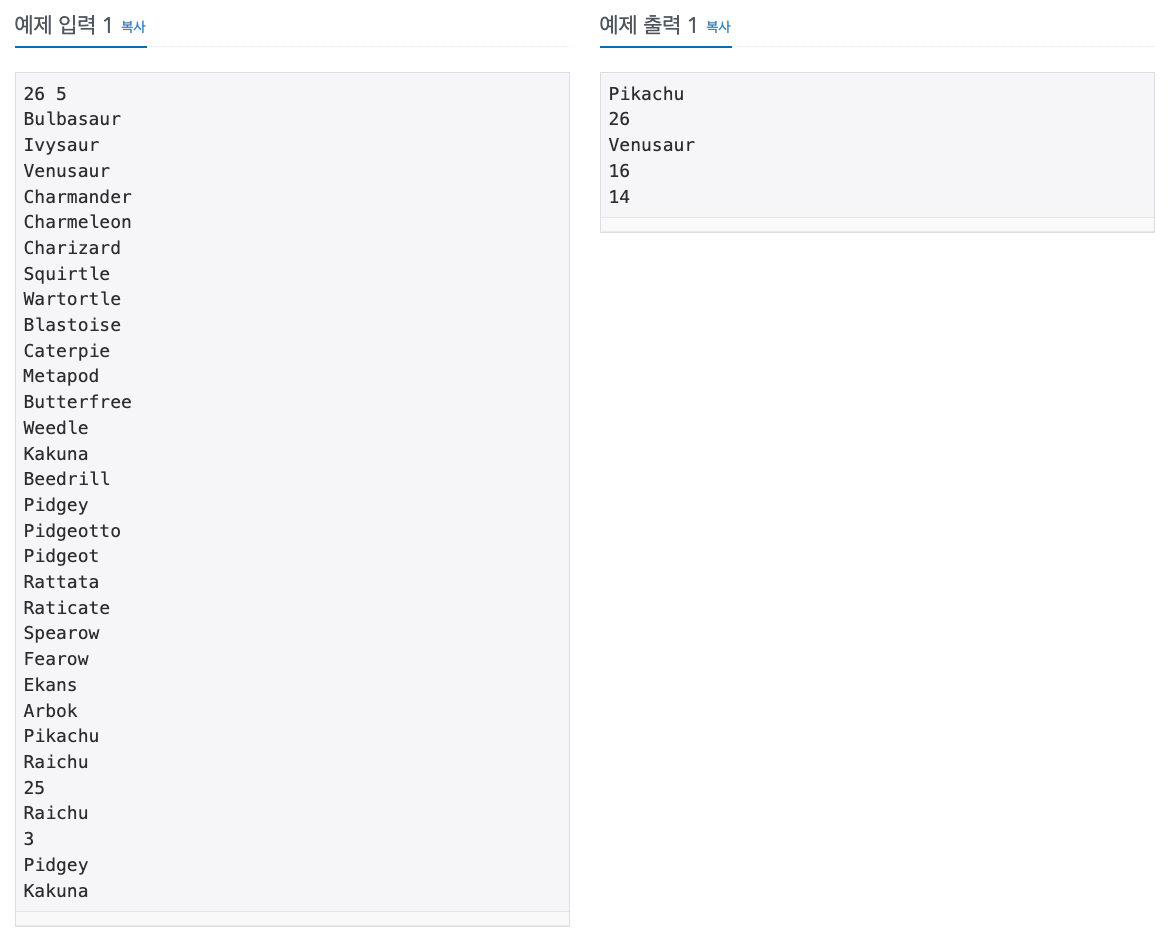 예제 입력 1 복사
26 5
Bulbasaur
Ivysaur
Venusaur
Charmander
Charmeleon
Charizard
Squirtle
Wartortle
Blastoise
Caterpie
Metapod
Butterfree
Weedle
Kakuna
Beedrill
Pidgey
Pidgeotto
Pidgeot
Rattata
Raticate
Spearow
Fearow
Ekans
Arbok
Pikachu
Raichu
25
Raichu
3
Pidgey
Kakuna
예제 출력 1 복사
Pikachu
26
Venusaur
16
14